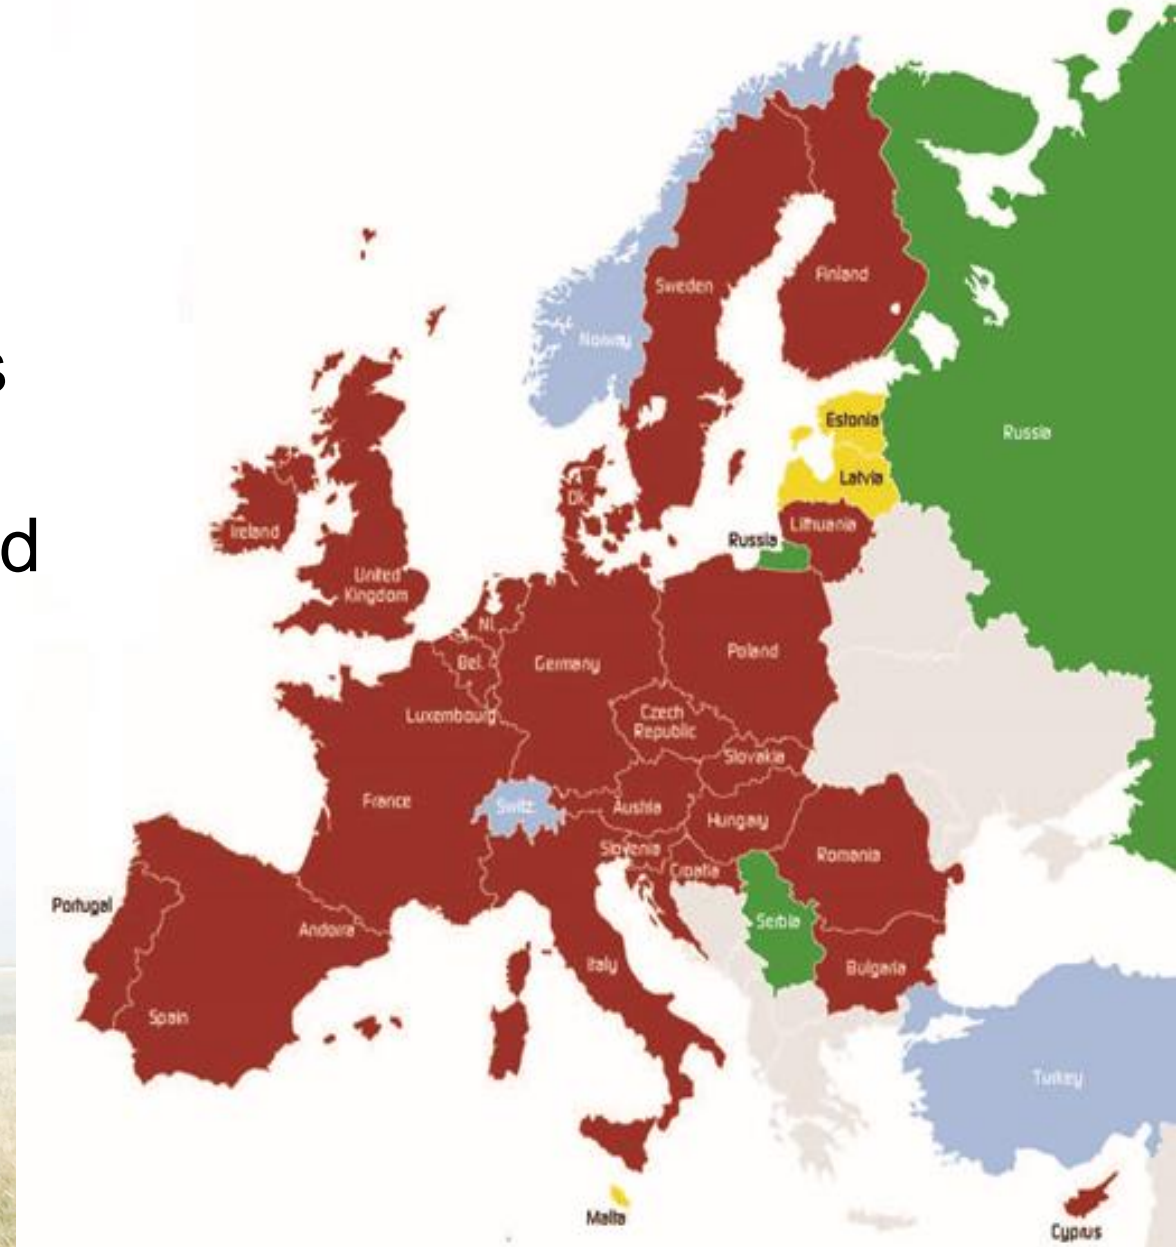 s
d
Norway
Sweden
Finland
Russia
Estonia
Latvia
Lithuania
Russia
Dk
Ireland
United
Kingdom
Nl
Bel.
Luxembourg
Germany
Poland
Czech
Republic
Slovakia
France
Switz
Austria
Hungary
Slovenia
Croatia
Romania
Serbia
Bulgaria
Portugal
Andorra
Spain
Italy
Turkey
Malta
Cyprus